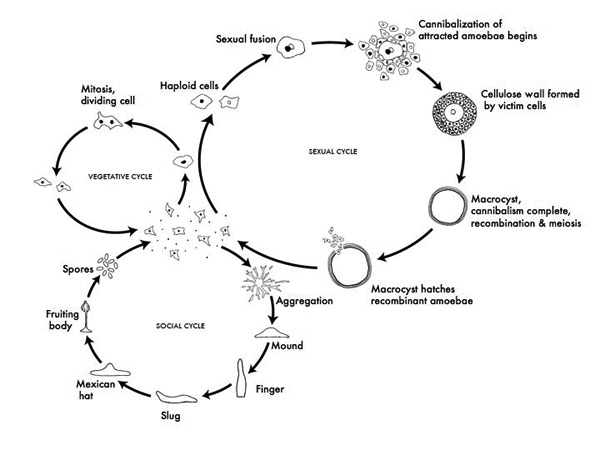 Sexual fusion
Cannibalization of
attracted amoebae begins
Mitosis,
dividing cell
Haploid cells
Cellulose wall formed
by victim cells
SEXUAL CYCLE
VEGETATIVE CYCLE
Macrocyst,
cannibalism complete,
recombination & meiosis
Spores
Macrocyst hatches
recombinant amoebae
Aggregation
Fruiting
body
SOCIAL CYCLE
Mound
Mexican
hat
Finger
Slug